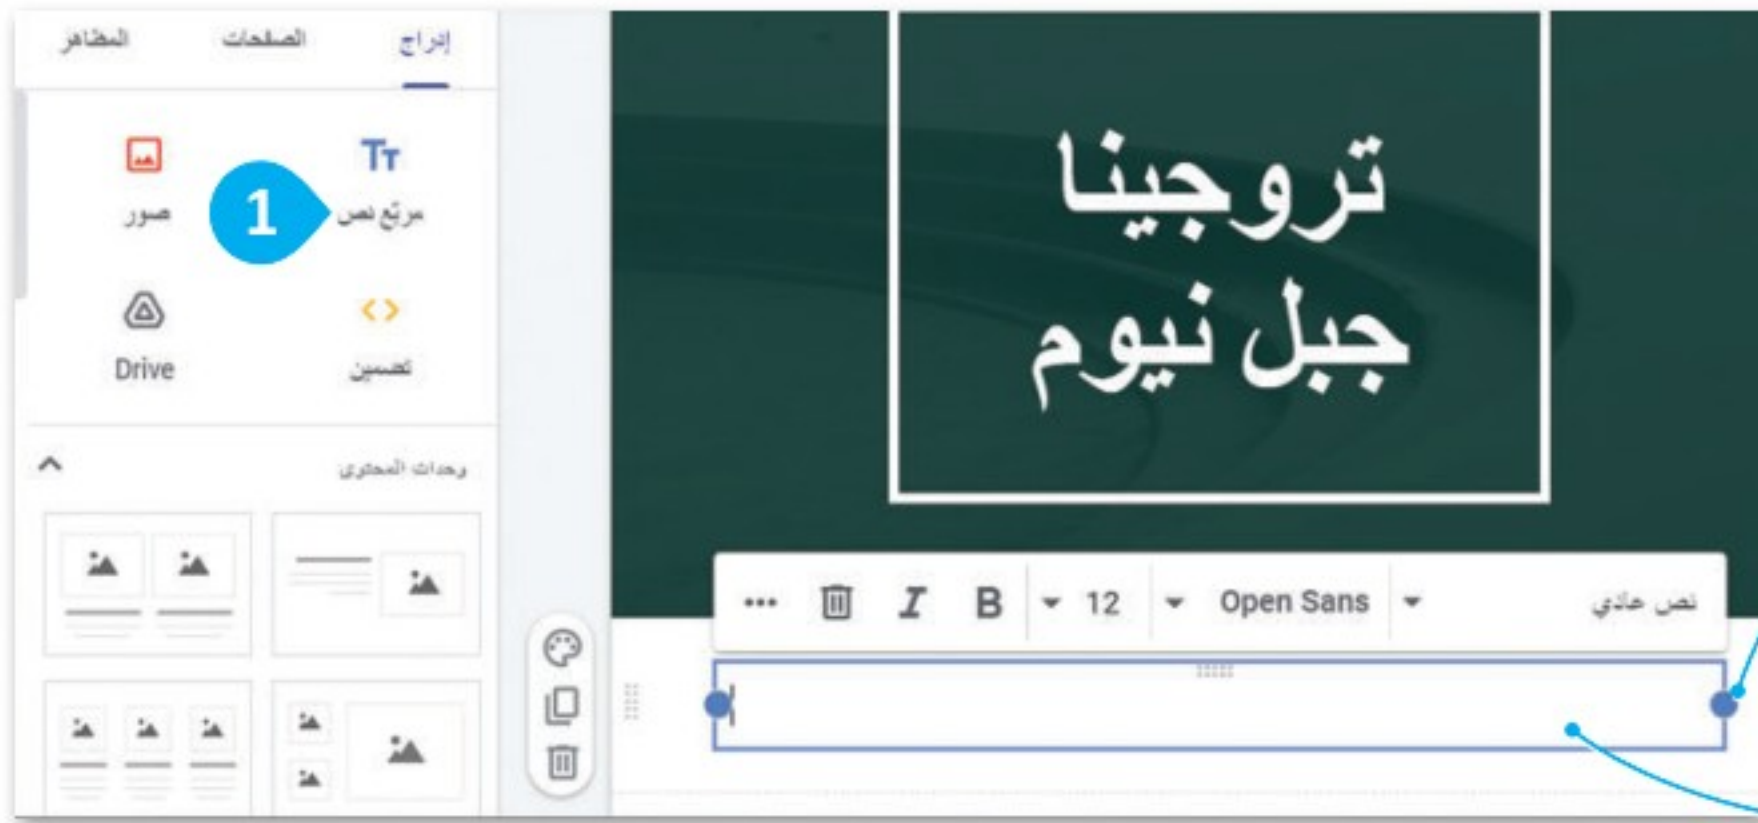 إدراج
الصفحات
المظاهر
مربّع نص
1
صور
تضمين
Drive
وحدات المحتوى
تروجينا
جبل نيوم
نص عادي
Open Sans
12
B
I